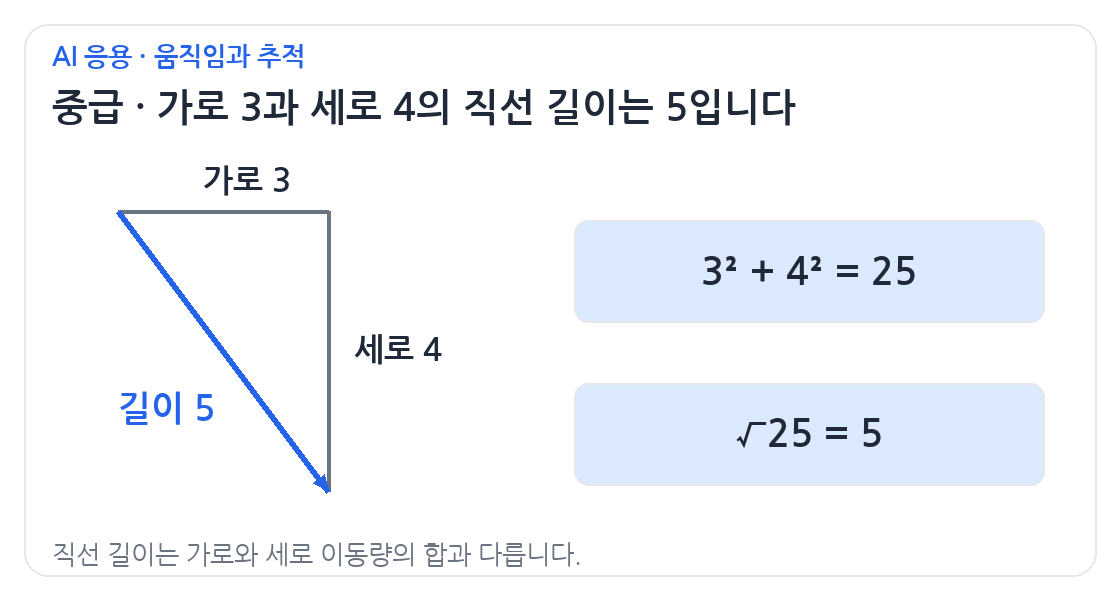 AI 응용 · 움직임과 추적
중급 · 가로 3과 세로 4의 직선 길이는 5입니다
가로 3
세로 4
길이 5
3² + 4² = 25
√25 = 5
직선 길이는 가로와 세로 이동량의 합과 다릅니다.